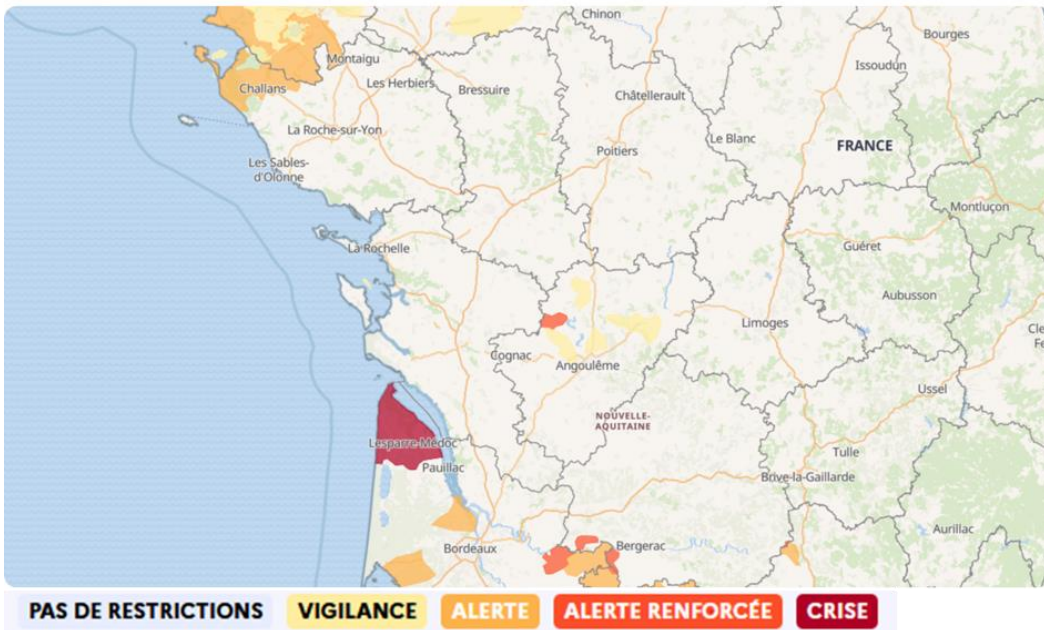 Chinon
Bourges
Montaigu
Issoudun
Challans
Les Herbiers
Bressuire
Châtellerault
La Roche-sur-Yon
Le Blanc
FRANCE
Poitiers
Les Sables-
d'Olonne
Montluçon
La Rochelle
Guéret
Aubusson
Limoges
Cle
Fe
Cognac
Angoulême
Ussel
NOUVELLE-
AQUITAINE
Lesparre-Médoc
Tulle
Pauillac
Brive-la-Gaillarde
Aurillac
Bordeaux
Bergerac
PAS DE RESTRICTIONS
VIGILANCE
ALERTE
ALERTE RENFORCÉE
CRISE